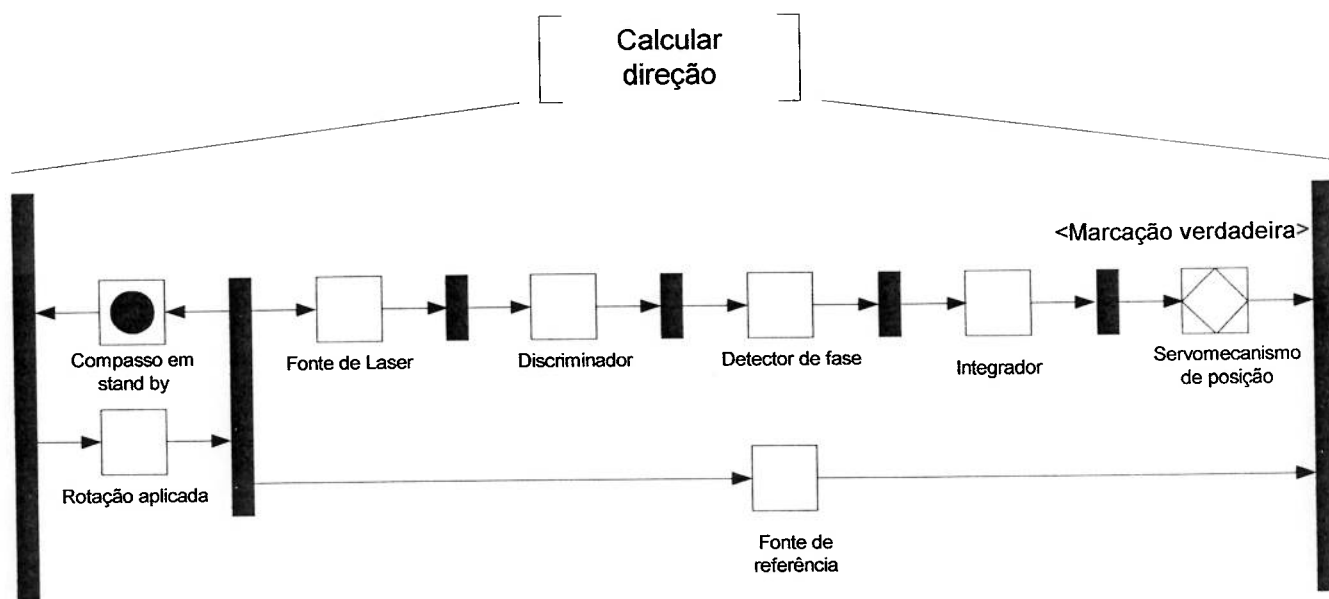 Calcular
direção
<Marcação verdadeira>
Compasso em
stand by
Fonte de Laser
Discriminador
Detector de fase
Integrador
Servomecanismo
de posição
Rotação aplicada
Fonte de
referência